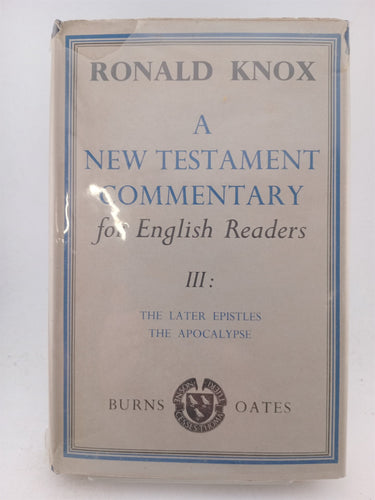 RONALD KNOX
A
NEW TESTAMENT
COMMENTARY
for English Readers
III:
THE LATER EPISTLES
THE APOCALYPSE
BURNS OATES